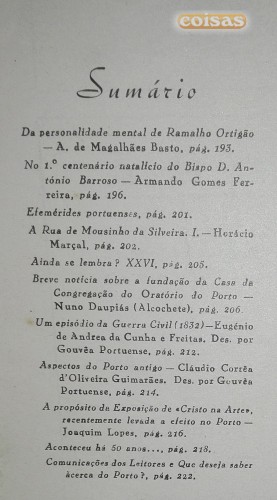 coisas
Sumário
Da personalidade mental de Ramalho Ortigão
— A. de Magalhães Basto, pág. 193.
No 1.º centenário natalício do Bispo D. An-
tónio Barroso — Armando Gomes Fer-
reira, pág. 196.
Efemérides portuenses, pág. 201.
A Rua de Mousinho da Silveira. I. — Horácio
Marçal, pág. 202.
Ainda se lembra? XXVI, pág. 205.
Breve notícia sobre a fundação da Casa da
Congregação do Oratório do Porto —
Nuno Daupiás (Alcochete), pág. 206.
Um episódio da Guerra Civil (1832) — Eugénio
de Andrea da Cunha e Freitas. Des. por
Gouvêa Portuense, pág. 212.
Aspectos do Porto antigo — Cláudio Corrêa
d'Oliveira Guimarães. Des. por Gouvêa
Portuense, pág. 214.
A propósito da Exposição de «Cristo na Arte»,
recentemente levada a efeito no Porto —
Joaquim Lopes, pág. 216.
Aconteceu há 50 anos..., pág. 218.
Comunicações dos Leitores e Que deseja saber
àcerca do Porto?, pág. 222.